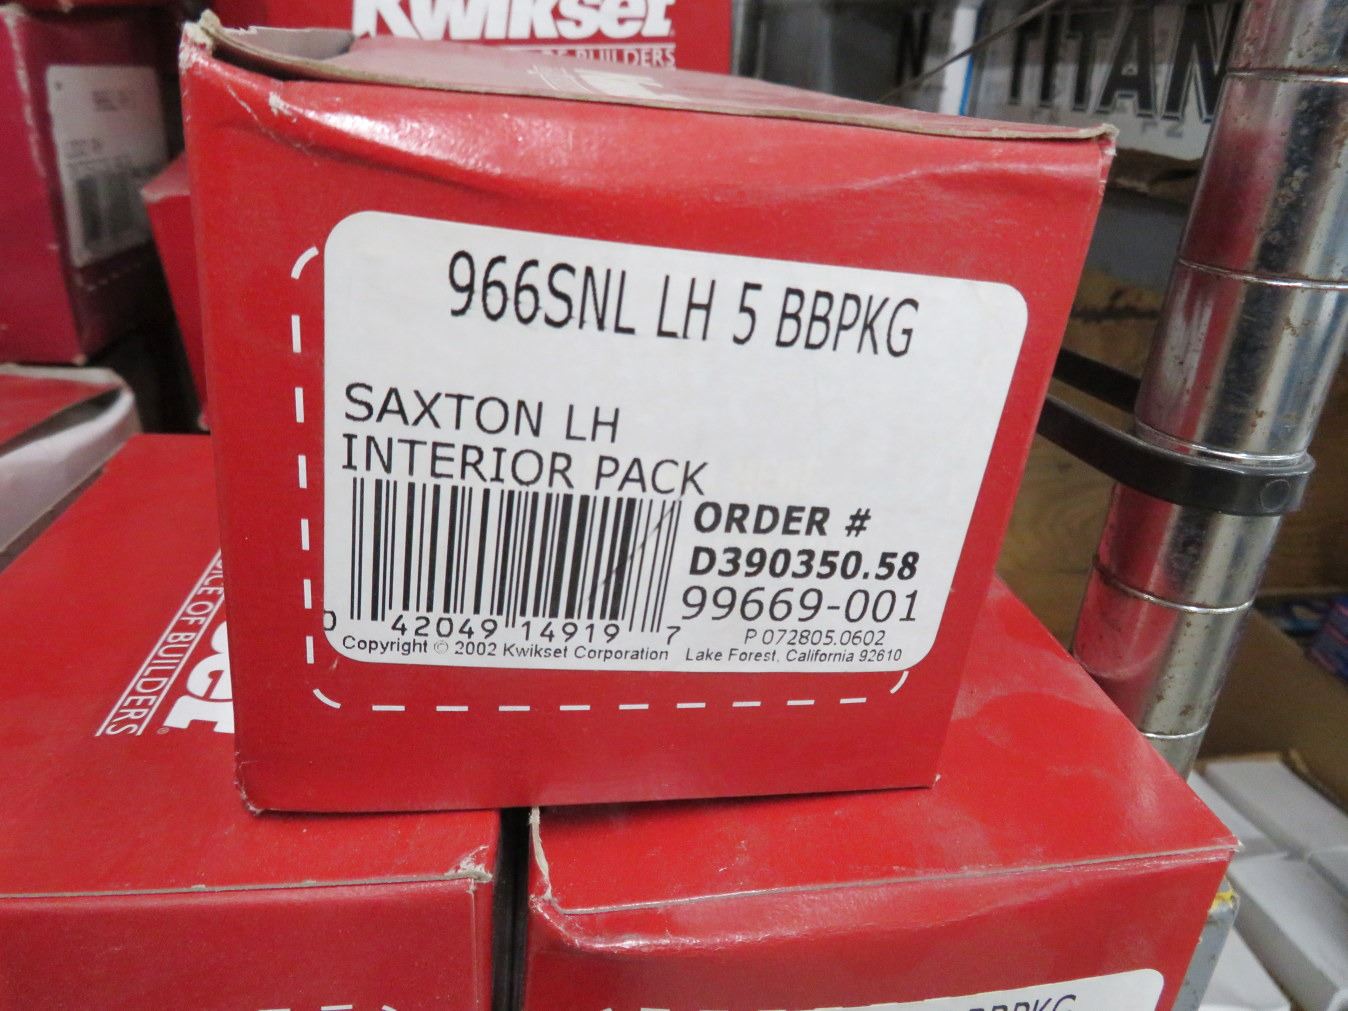 Kwikset
TITAN
966SNL LH 5 BBPKG
SAXTON LH
INTERIOR PACK
ORDER #
D390350.58
99669-001
0 42049 14919 7
P 072805.0602
Copyright © 2002 Kwikset Corporation Lake Forest, California 92610
OF BUILDERS
BBPKG